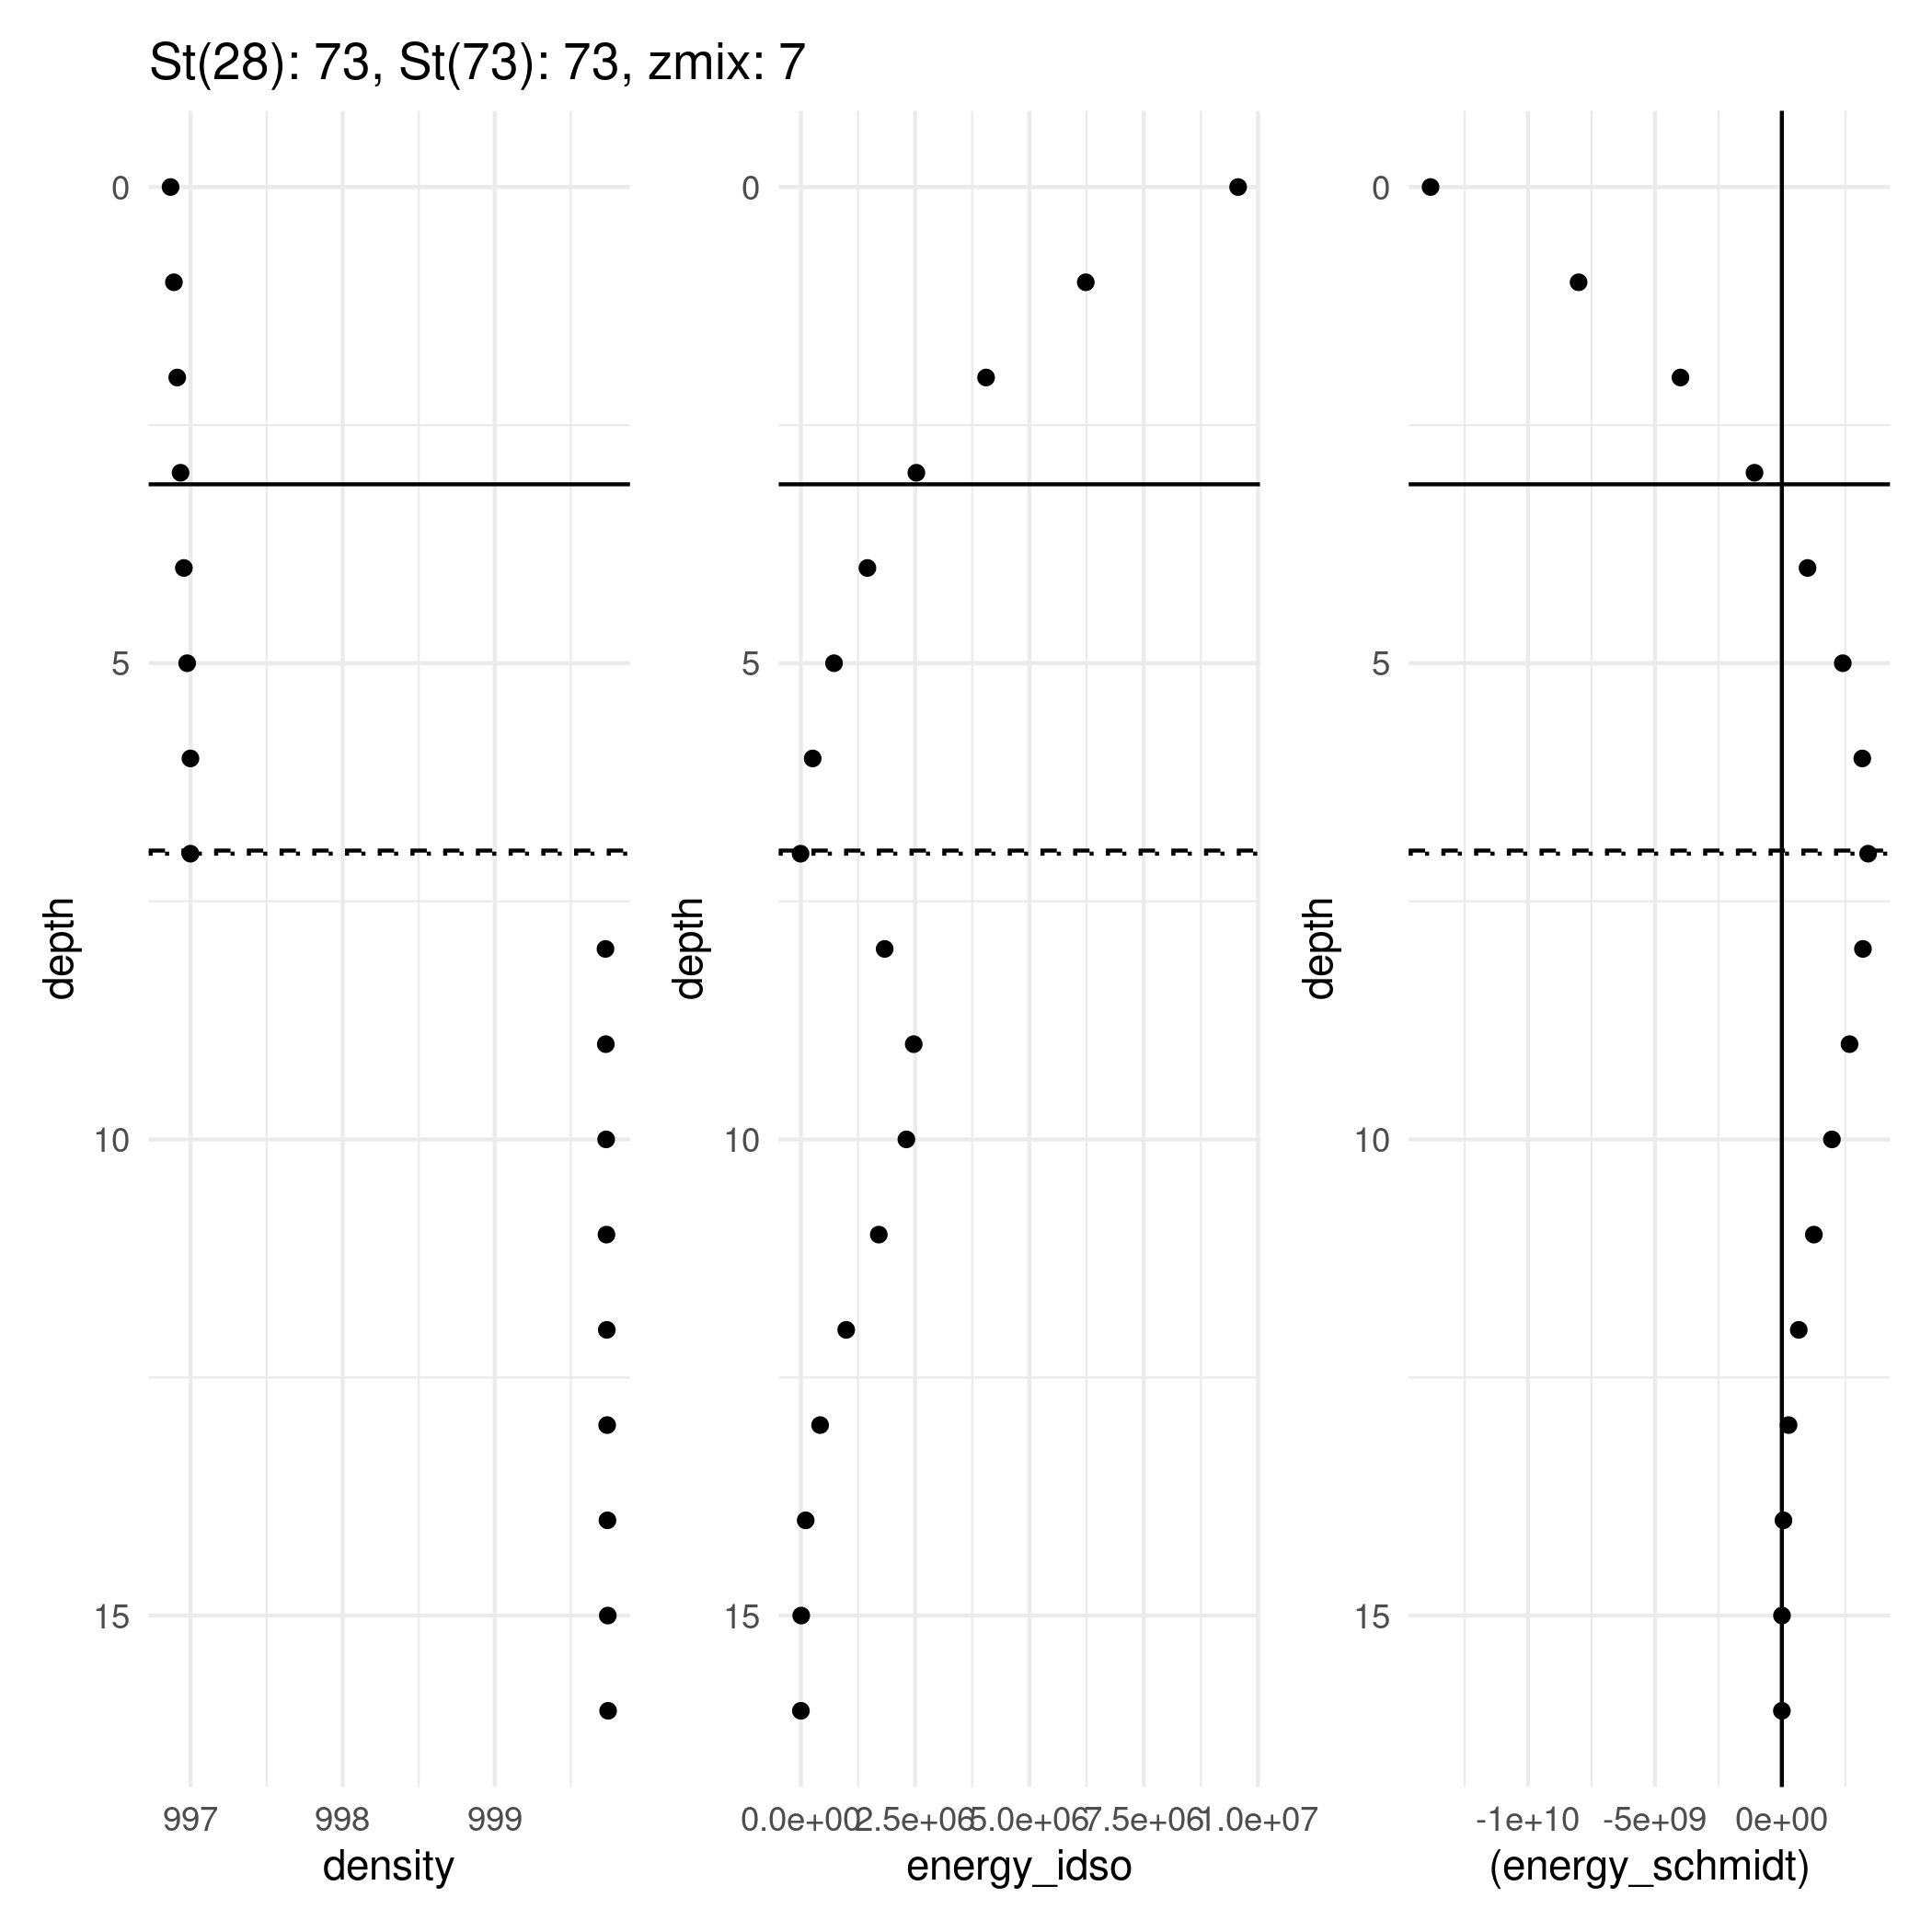 St(28): 73, St(73): 73, zmix: 7
0
5
10
15
depth
997 998 999
density
0
5
10
15
depth
0.0e+00 2.5e+06 5.0e+06 7.5e+06 1.0e+07
energy_idso
0
5
10
15
depth
-1e+10 -5e+09 0e+00
(energy_schmidt)